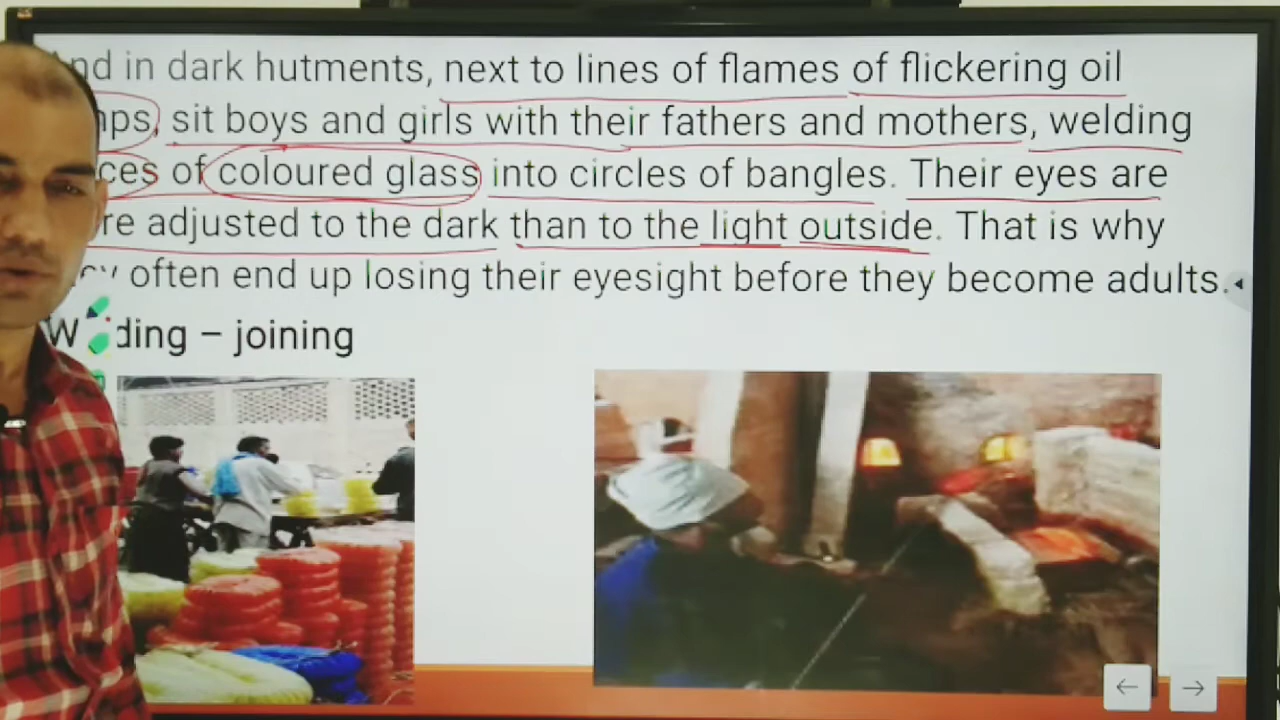 nd in dark hutments, next to lines of flames of flickering oil
mps, sit boys and girls with their fathers and mothers, welding
ces of coloured glass into circles of bangles. Their eyes are
re adjusted to the dark than to the light outside. That is why
often end up losing their eyesight before they become adults.
W ding – joining